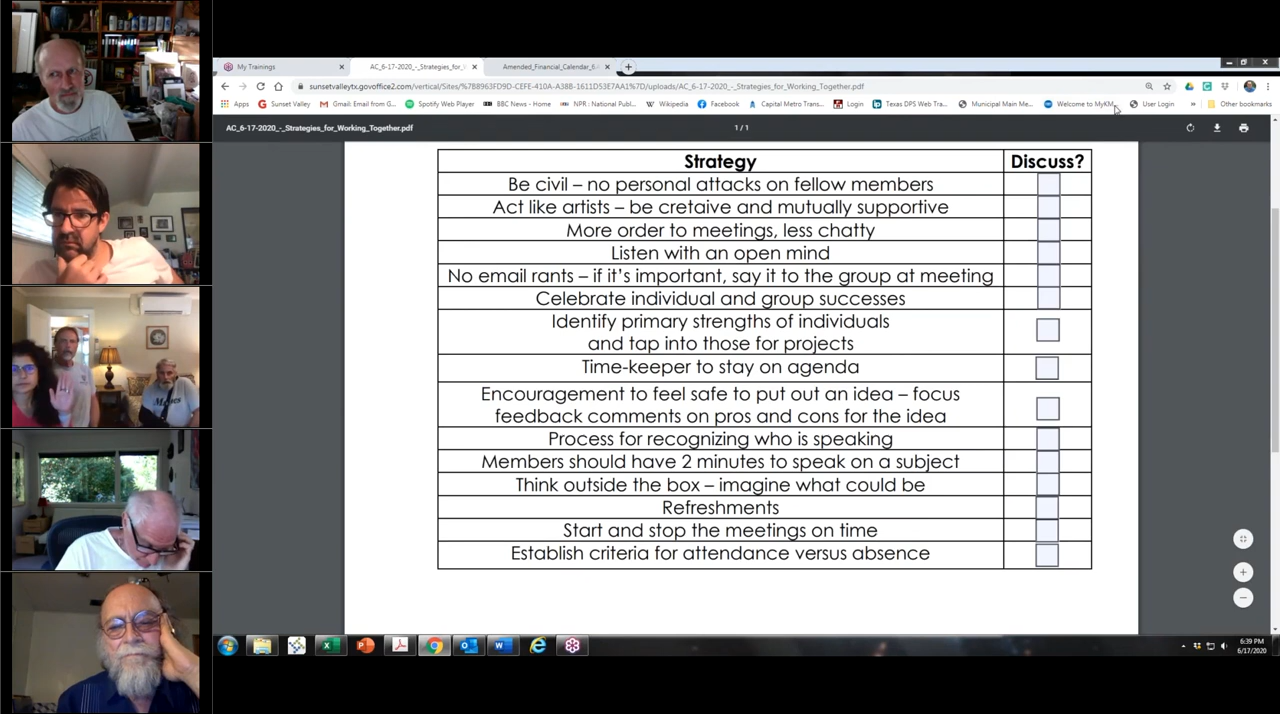 My Trainings
AC_6-17-2020_-_Strategies_for_V
Amended_Financial_Calendar_6.
sunsetvalleytx.govoffice2.com/vertical/Sites/%7B8963FD9D-CEFE-410A-A38B-1611D53E7AA1%7D/uploads/AC_6-17-2020_-_Strategies_for_Working_Together.pdf
Apps Sunset Valley Gmail: Email from G... Spotify Web Player BBC News - Home NPR : National Publ... Wikipedia Facebook Capital Metro Trans... Login Texas DPS Web Tra... Municipal Main Me... Welcome to MyKM... User Login » Other bookmarks
AC_6-17-2020_-_Strategies_for_Working_Together.pdf 1 / 1
Strategy Discuss?
Be civil – no personal attacks on fellow members
Act like artists – be cretaive and mutually supportive
More order to meetings, less chatty
Listen with an open mind
No email rants – if it's important, say it to the group at meeting
Celebrate individual and group successes
Identify primary strengths of individuals
and tap into those for projects
Time-keeper to stay on agenda
Encouragement to feel safe to put out an idea – focus
feedback comments on pros and cons for the idea
Process for recognizing who is speaking
Members should have 2 minutes to speak on a subject
Think outside the box – imagine what could be
Refreshments
Start and stop the meetings on time
Establish criteria for attendance versus absence
6:39 PM
6/17/2020